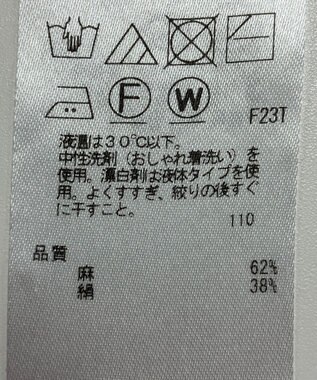 F W
F23T
液温は30℃以下。
中性洗剤（おしゃれ着洗い）を
使用。漂白剤は液体タイプを使
用。よくすすぎ、絞りの後すぐ
に干すこと。
110
品質
麻 62%
絹 38%